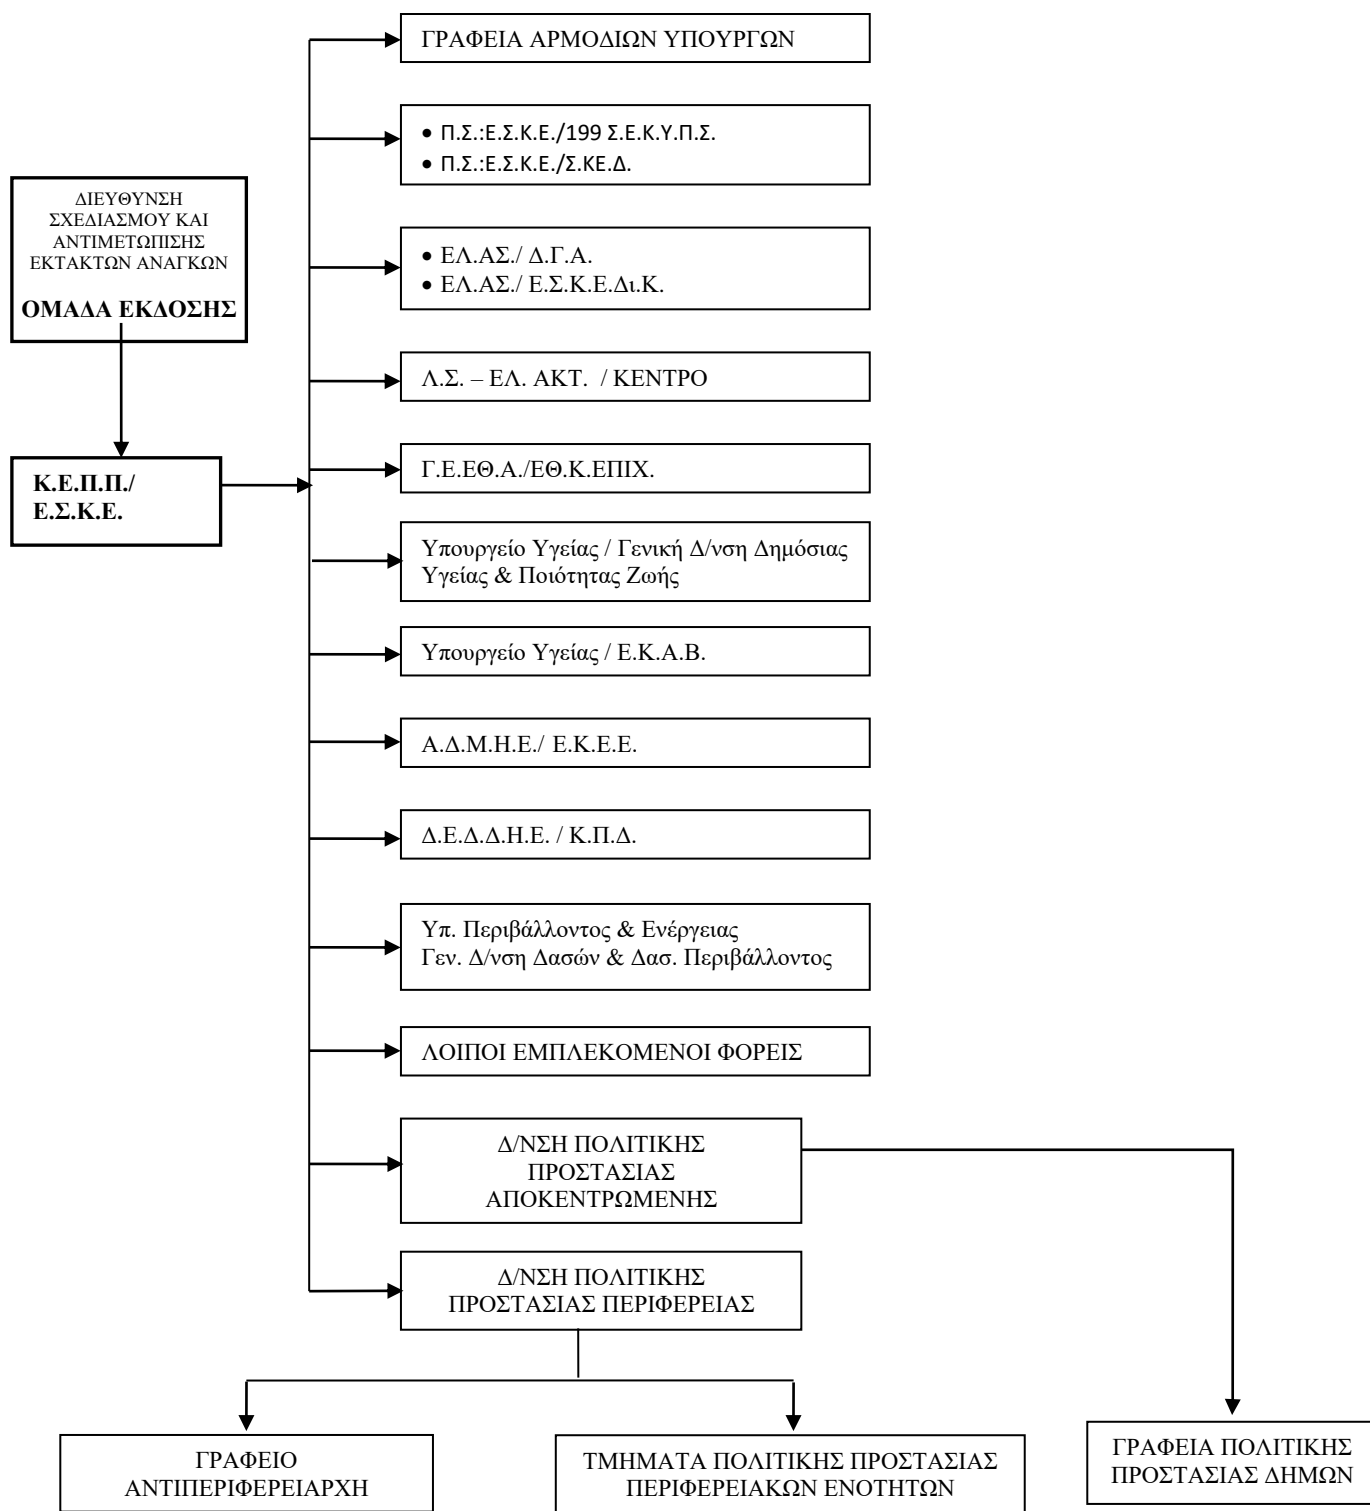 ΓΡΑΦΕΙΑ ΑΡΜΟΔΙΩΝ ΥΠΟΥΡΓΩΝ
• Π.Σ.:Ε.Σ.Κ.Ε./199 Σ.Ε.Κ.Υ.Π.Σ.
• Π.Σ.:Ε.Σ.Κ.Ε./Σ.ΚΕ.Δ.
ΔΙΕΥΘΥΝΣΗ
ΣΧΕΔΙΑΣΜΟΥ ΚΑΙ
ΑΝΤΙΜΕΤΩΠΙΣΗΣ
ΕΚΤΑΚΤΩΝ ΑΝΑΓΚΩΝ
ΟΜΑΔΑ ΕΚΔΟΣΗΣ
• ΕΛ.ΑΣ./ Δ.Γ.Α.
• ΕΛ.ΑΣ./ Ε.Σ.Κ.Ε.Δι.Κ.
Λ.Σ. – ΕΛ. ΑΚΤ. / ΚΕΝΤΡΟ
Κ.Ε.Π.Π./
Ε.Σ.Κ.Ε.
Γ.Ε.ΕΘ.Α./ΕΘ.Κ.ΕΠΙΧ.
Υπουργείο Υγείας / Γενική Δ/νση Δημόσιας
Υγείας & Ποιότητας Ζωής
Υπουργείο Υγείας / Ε.Κ.Α.Β.
Α.Δ.Μ.Η.Ε./ Ε.Κ.Ε.Ε.
Δ.Ε.Δ.Δ.Η.Ε. / Κ.Π.Δ.
Υπ. Περιβάλλοντος & Ενέργειας
Γεν. Δ/νση Δασών & Δασ. Περιβάλλοντος
ΛΟΙΠΟΙ ΕΜΠΛΕΚΟΜΕΝΟΙ ΦΟΡΕΙΣ
Δ/ΝΣΗ ΠΟΛΙΤΙΚΗΣ
ΠΡΟΣΤΑΣΙΑΣ
ΑΠΟΚΕΝΤΡΩΜΕΝΗΣ
Δ/ΝΣΗ ΠΟΛΙΤΙΚΗΣ
ΠΡΟΣΤΑΣΙΑΣ ΠΕΡΙΦΕΡΕΙΑΣ
ΓΡΑΦΕΙΟ
ΑΝΤΙΠΕΡΙΦΕΡΕΙΑΡΧΗ
ΤΜΗΜΑΤΑ ΠΟΛΙΤΙΚΗΣ ΠΡΟΣΤΑΣΙΑΣ
ΠΕΡΙΦΕΡΕΙΑΚΩΝ ΕΝΟΤΗΤΩΝ
ΓΡΑΦΕΙΑ ΠΟΛΙΤΙΚΗΣ
ΠΡΟΣΤΑΣΙΑΣ ΔΗΜΩΝ